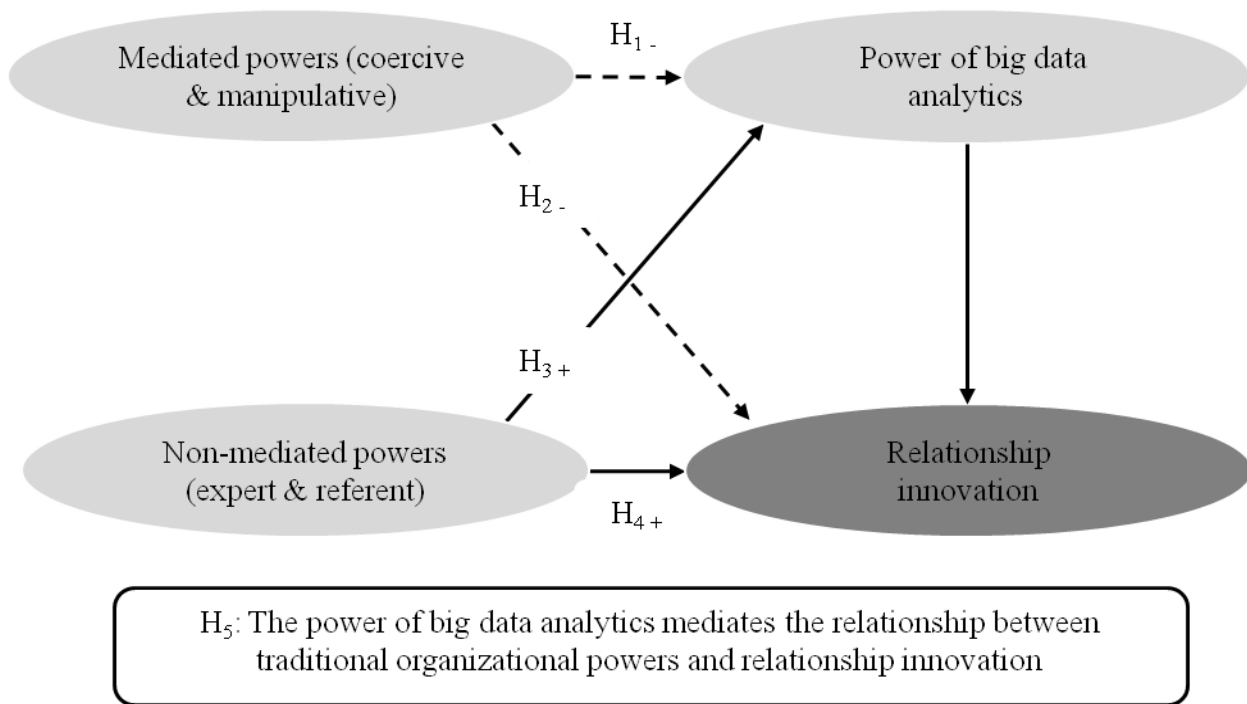 H₁ -
Mediated powers (coercive
& manipulative)
Power of big data
analytics
H₂ -
H₃ +
Non-mediated powers
(expert & referent)
Relationship
innovation
H₄ +
H₅: The power of big data analytics mediates the relationship between
traditional organizational powers and relationship innovation